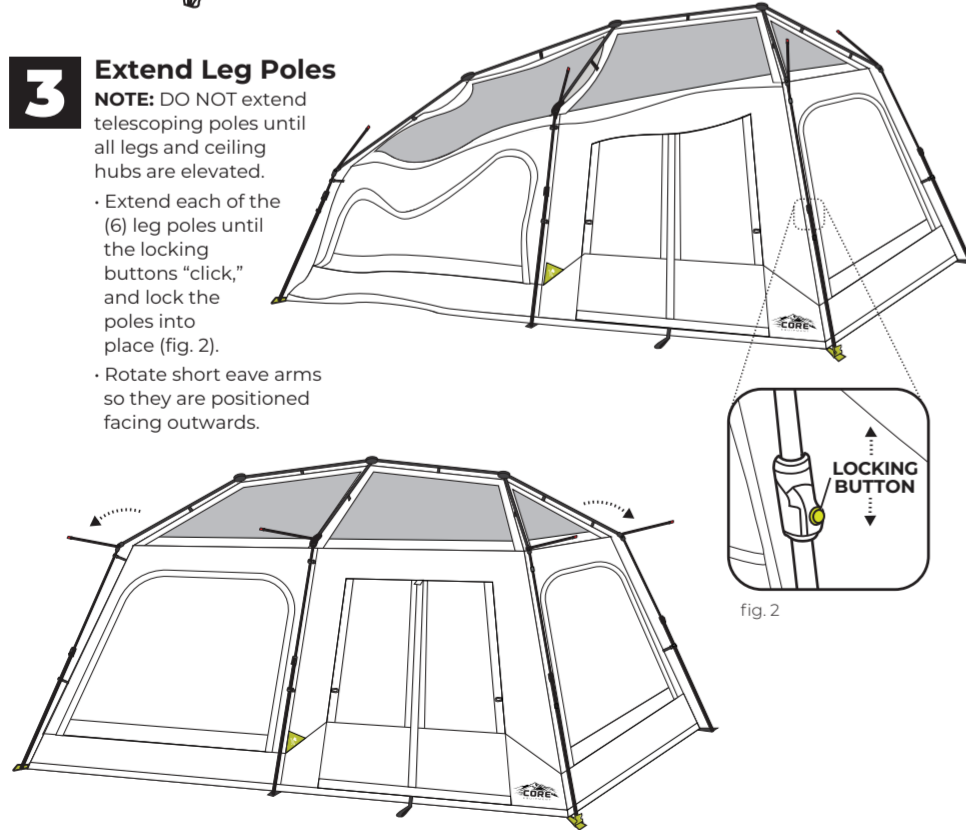 3
Extend Leg Poles
NOTE: DO NOT extend
telescoping poles until
all legs and ceiling
hubs are elevated.
· Extend each of the
(6) leg poles until
the locking
buttons “click,”
and lock the
poles into
place (fig. 2).
· Rotate short eave arms
so they are positioned
facing outwards.
CORE
LOCKING
BUTTON
fig. 2
CORE